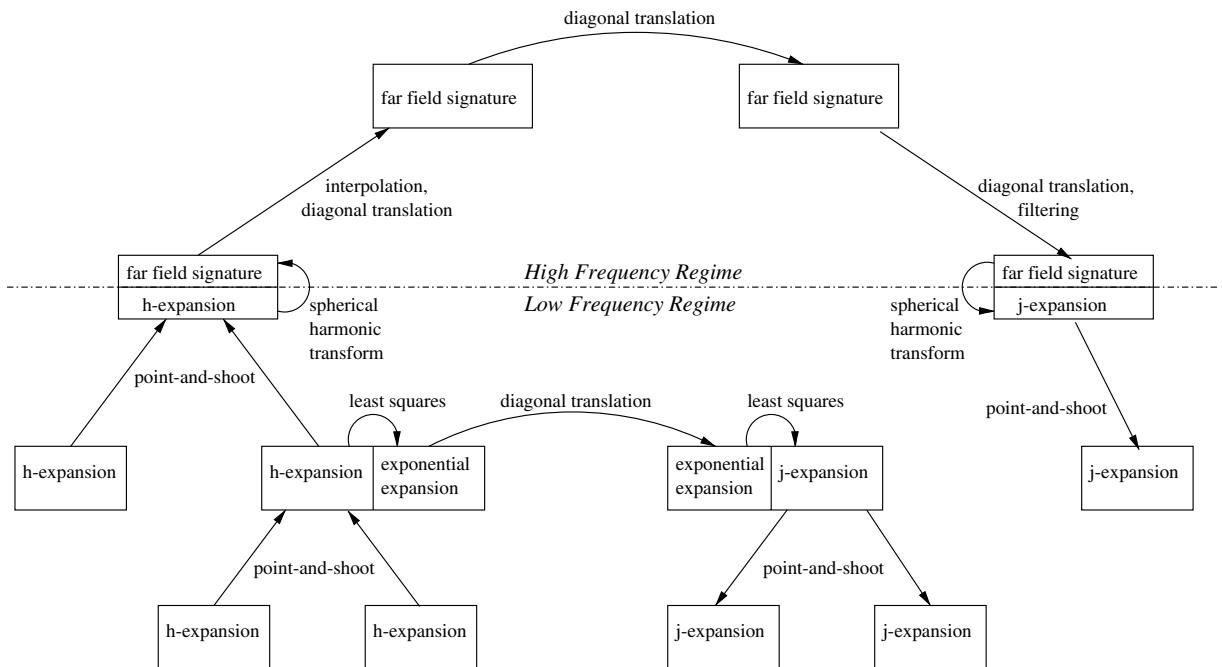 diagonal translation
far field signature
far field signature
interpolation,
diagonal translation
diagonal translation,
filtering
far field signature
h-expansion
spherical
harmonic
transform
High Frequency Regime
Low Frequency Regime
far field signature
j-expansion
spherical
harmonic
transform
point-and-shoot
least squares
diagonal translation
least squares
point-and-shoot
h-expansion
h-expansion
exponential
expansion
exponential
expansion
j-expansion
j-expansion
point-and-shoot
point-and-shoot
h-expansion
h-expansion
j-expansion
j-expansion